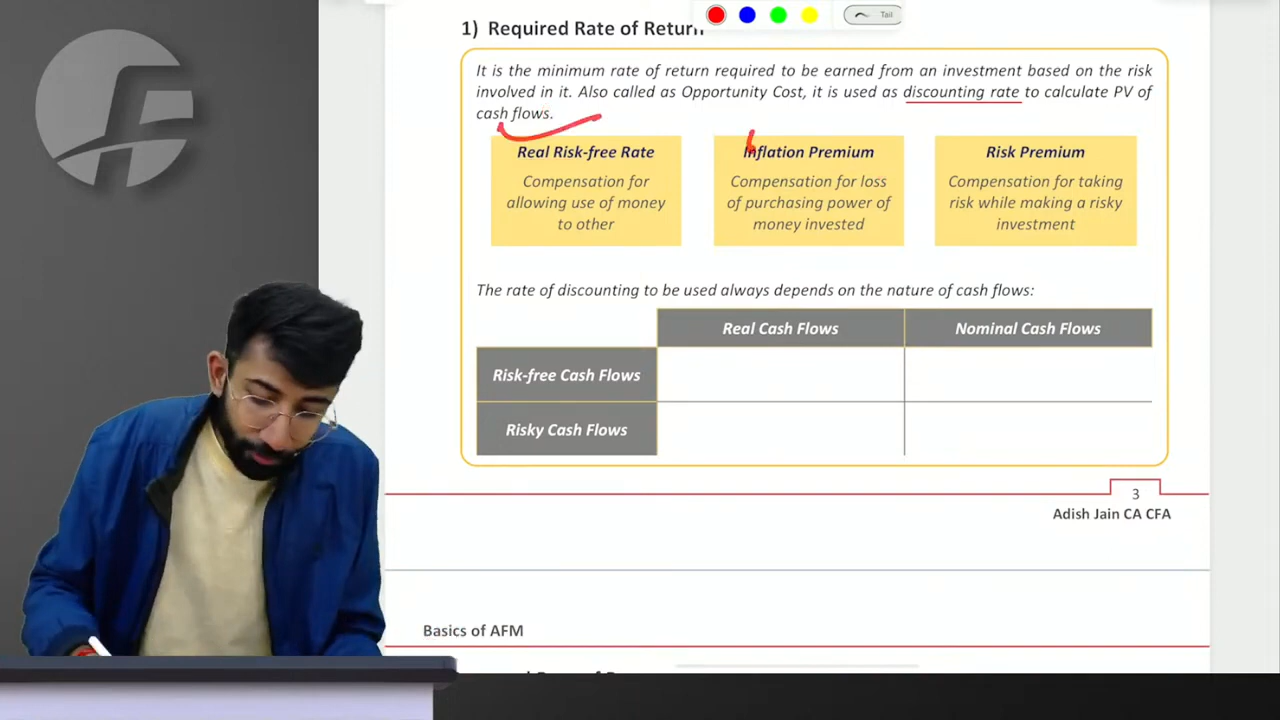 1) Required Rate of Return
Tail
It is the minimum rate of return required to be earned from an investment based on the risk
involved in it. Also called as Opportunity Cost, it is used as discounting rate to calculate PV of
cash flows.
Real Risk-free Rate
Compensation for
allowing use of money
to other
Inflation Premium
Compensation for loss
of purchasing power of
money invested
Risk Premium
Compensation for taking
risk while making a risky
investment
The rate of discounting to be used always depends on the nature of cash flows:
Real Cash Flows
Nominal Cash Flows
Risk-free Cash Flows
Risky Cash Flows
3
Adish Jain CA CFA
Basics of AFM